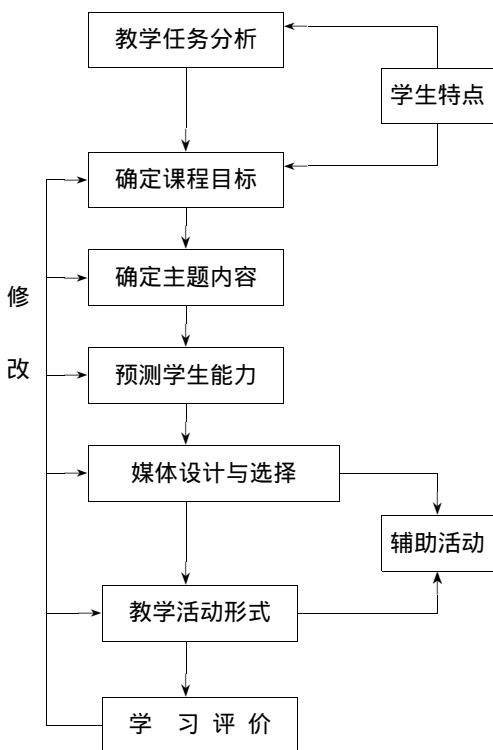 教学任务分析
学生特点
确定课程目标
确定主题内容
修
改
预测学生能力
媒体设计与选择
辅助活动
教学活动形式
学 习 评 价